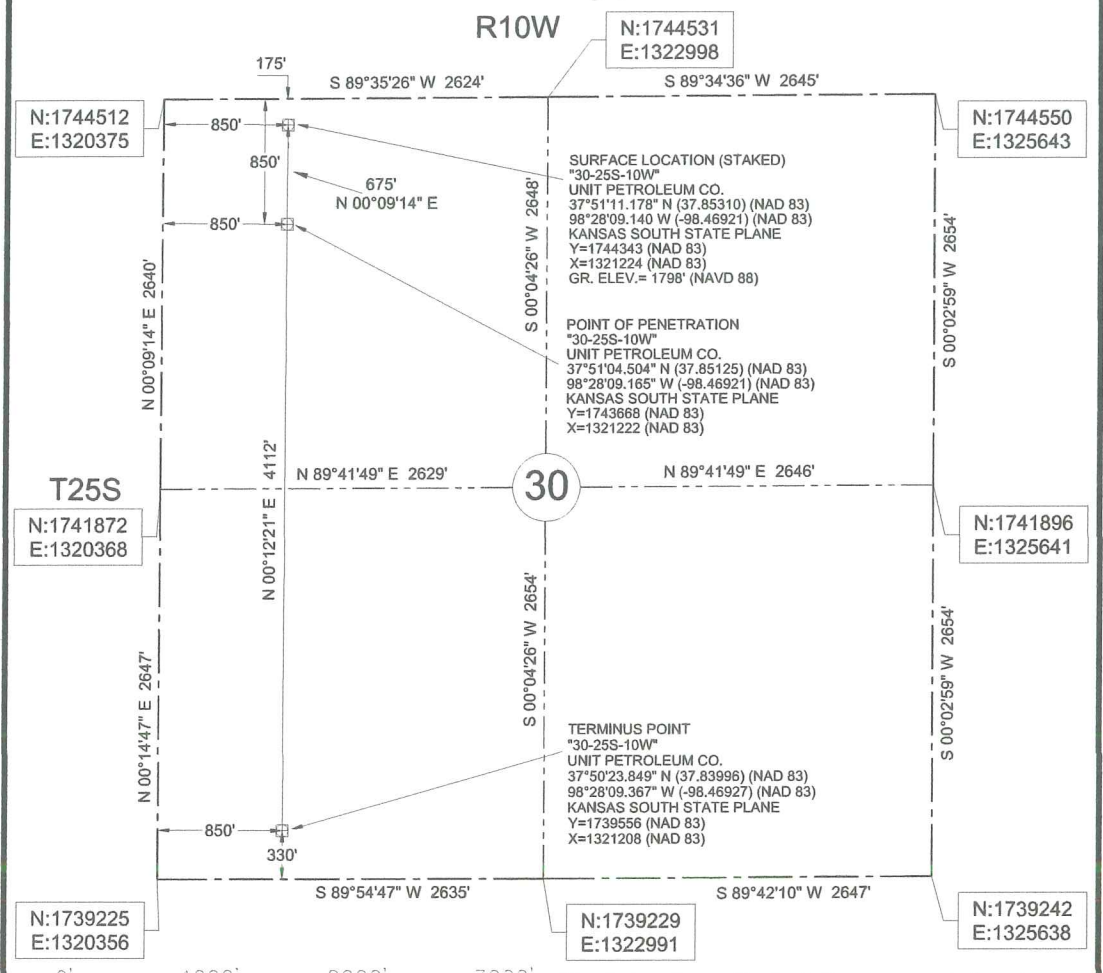 R10W
N:1744531
E:1322998
175'
S 89°35'26" W 2624'
S 89°34'36" W 2645'
N:1744512
E:1320375
N:1744550
E:1325643
850'
850'
675'
N 00°09'14" E
850'
SURFACE LOCATION (STAKED)
"30-25S-10W"
UNIT PETROLEUM CO.
37°51'11.178" N (37.85310) (NAD 83)
98°28'09.140 W (-98.46921) (NAD 83)
KANSAS SOUTH STATE PLANE
Y=1744343 (NAD 83)
X=1321224 (NAD 83)
GR. ELEV.= 1798' (NAVD 88)
S 00°04'26" W 2648'
N 00°09'14" E 2640'
S 00°02'59" W 2654'
POINT OF PENETRATION
"30-25S-10W"
UNIT PETROLEUM CO.
37°51'04.504" N (37.85125) (NAD 83)
98°28'09.165" W (-98.46921) (NAD 83)
KANSAS SOUTH STATE PLANE
Y=1743668 (NAD 83)
X=1321222 (NAD 83)
N 00°12'21" E 4112'
N 89°41'49" E 2629'
N 89°41'49" E 2646'
T25S
30
N:1741872
E:1320368
N:1741896
E:1325641
N 00°14'47" E 2647'
S 00°04'26" W 2654'
S 00°02'59" W 2654'
TERMINUS POINT
"30-25S-10W"
UNIT PETROLEUM CO.
37°50'23.849" N (37.83996) (NAD 83)
98°28'09.367" W (-98.46927) (NAD 83)
KANSAS SOUTH STATE PLANE
Y=1739556 (NAD 83)
X=1321208 (NAD 83)
850'
330'
S 89°54'47" W 2635'
S 89°42'10" W 2647'
N:1739225
E:1320356
N:1739229
E:1322991
N:1739242
E:1325638